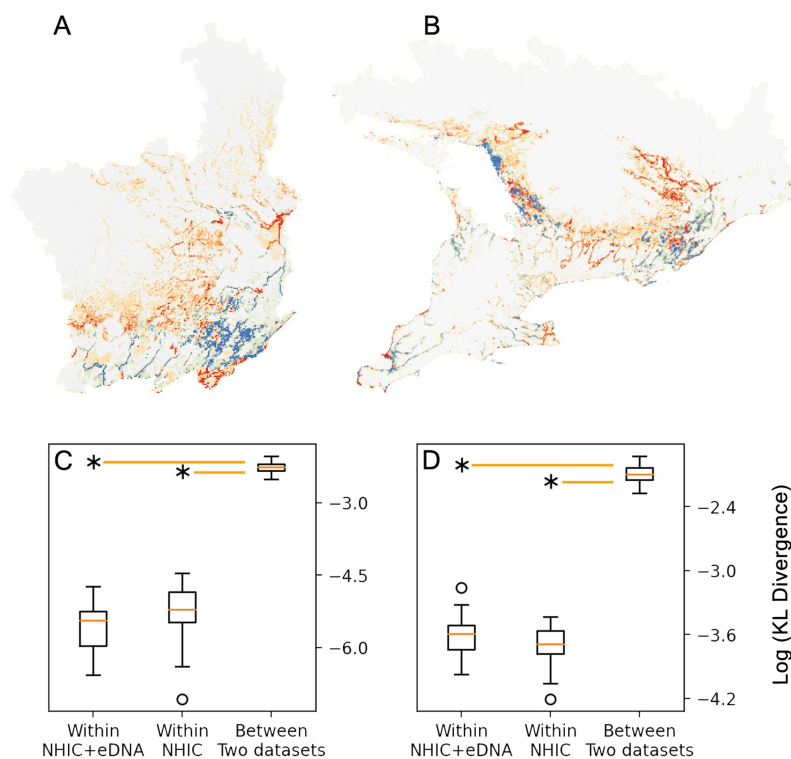 A
B
C
−3.0
−4.5
−6.0
Within
NHIC+eDNA
Within
NHIC
Between
Two datasets
D
−2.4
−3.0
−3.6
−4.2
Within
NHIC+eDNA
Within
NHIC
Between
Two datasets
Log (KL Divergence)